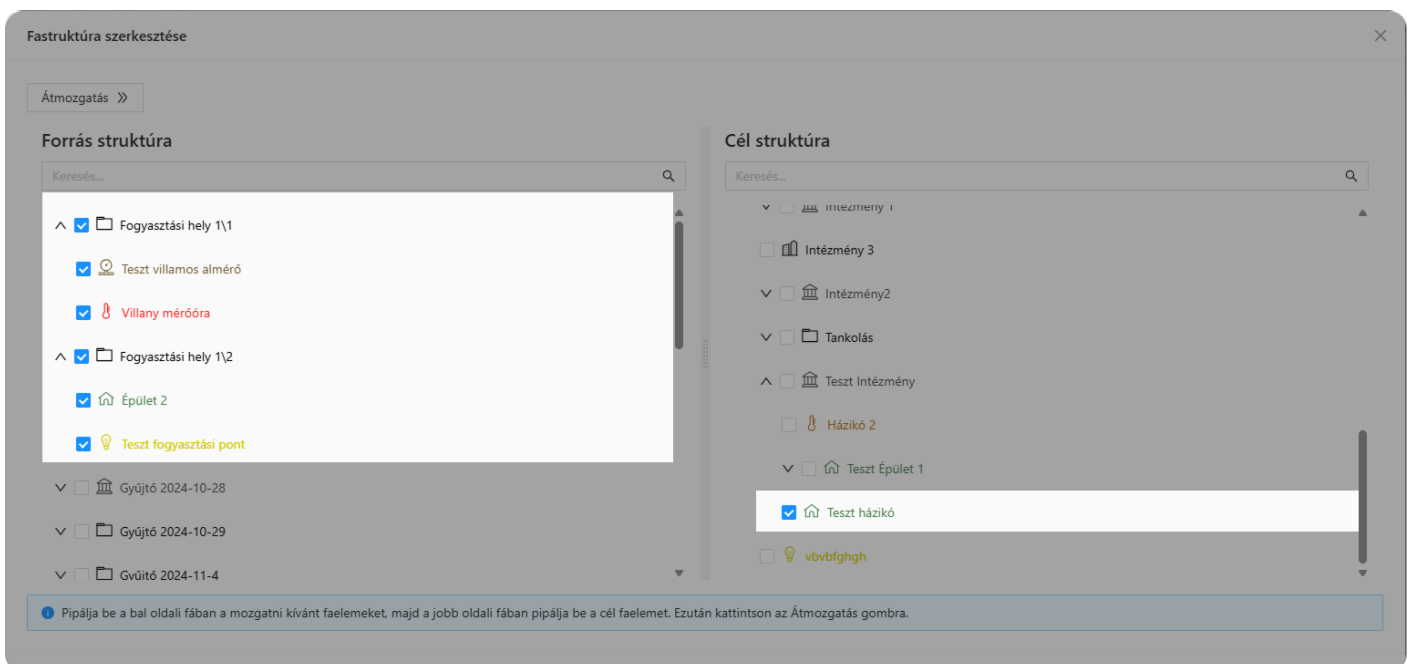 Fastruktúra szerkesztése
Átmozgatás
Forrás struktúra
Keresés...
Fogyasztási hely 1\1
Teszt villamos almérő
Villany mérőóra
Fogyasztási hely 1\2
Épület 2
Teszt fogyasztási pont
Gyűjtő 2024-10-28
Gyűjtő 2024-10-29
Gyűjtő 2024-11-4
Cél struktúra
Keresés...
Intézmény 1
Intézmény 3
Intézmény2
Tankolás
Teszt Intézmény
Házikó 2
Teszt Épület 1
Teszt házikó
vbvbfghgh
Pipálja be a bal oldali fában a mozgatni kívánt faelemeket, majd a jobb oldali fában pipálja be a cél faelemet. Ezután kattintson az Átmozgatás gombra.